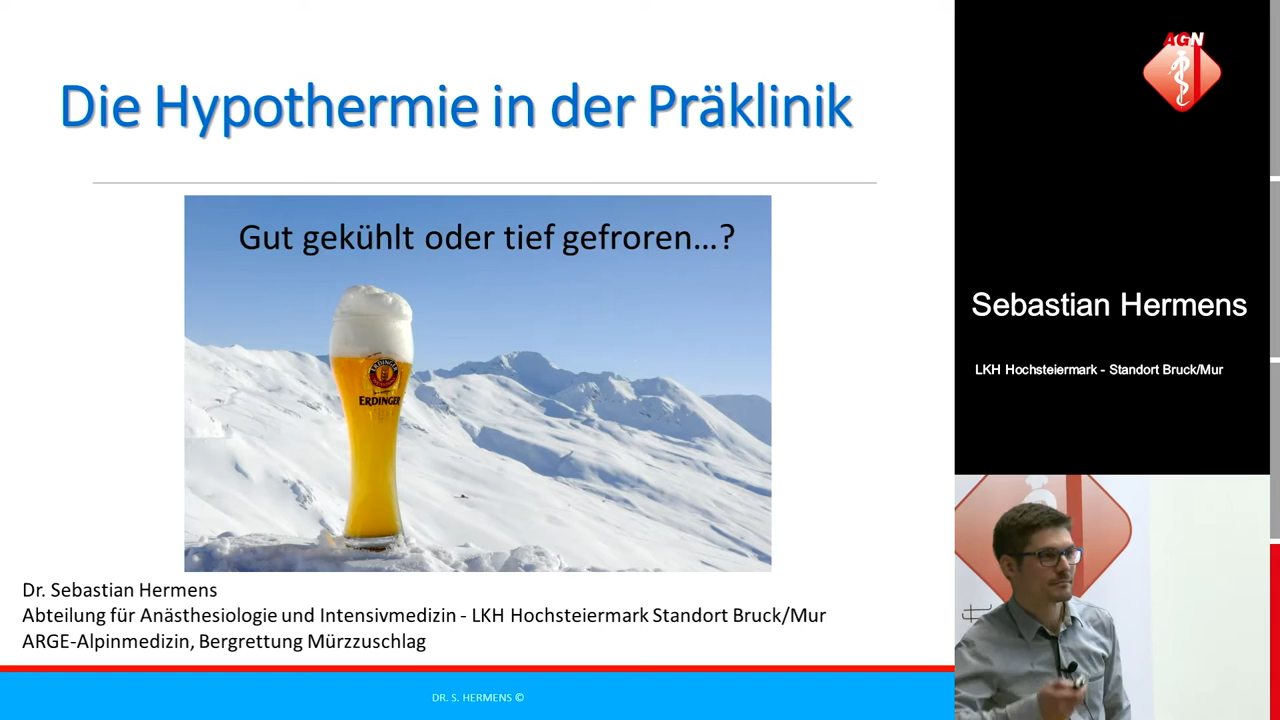 Die Hypothermie in der Präklinik
Gut gekühlt oder tief gefroren...?
ERDINGER
ERDINGER
Dr. Sebastian Hermens
Abteilung für Anästhesiologie und Intensivmedizin - LKH Hochsteiermark Standort Bruck/Mur
ARGE-Alpinmedizin, Bergrettung Mürzzuschlag
DR. S. HERMENS ©
AGN
Sebastian Hermens
LKH Hochsteiermark - Standort Bruck/Mur